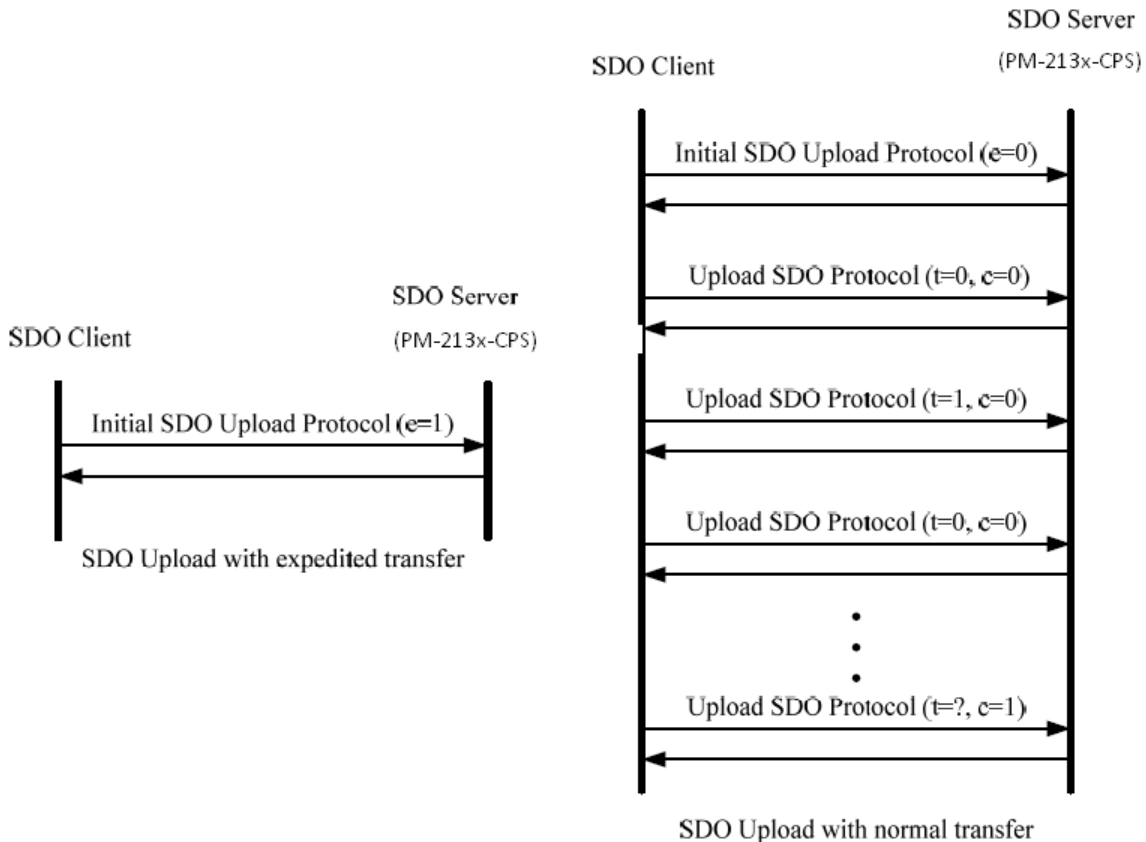 SDO Client
SDO Server
(PM-213x-CPS)
Initial SDO Upload Protocol (e=1)
SDO Upload with expedited transfer
SDO Client
SDO Server
(PM-213x-CPS)
Initial SDO Upload Protocol (e=0)
Upload SDO Protocol (t=0, c=0)
Upload SDO Protocol (t=1, c=0)
Upload SDO Protocol (t=0, c=0)
Upload SDO Protocol (t=?, c=1)
SDO Upload with normal transfer